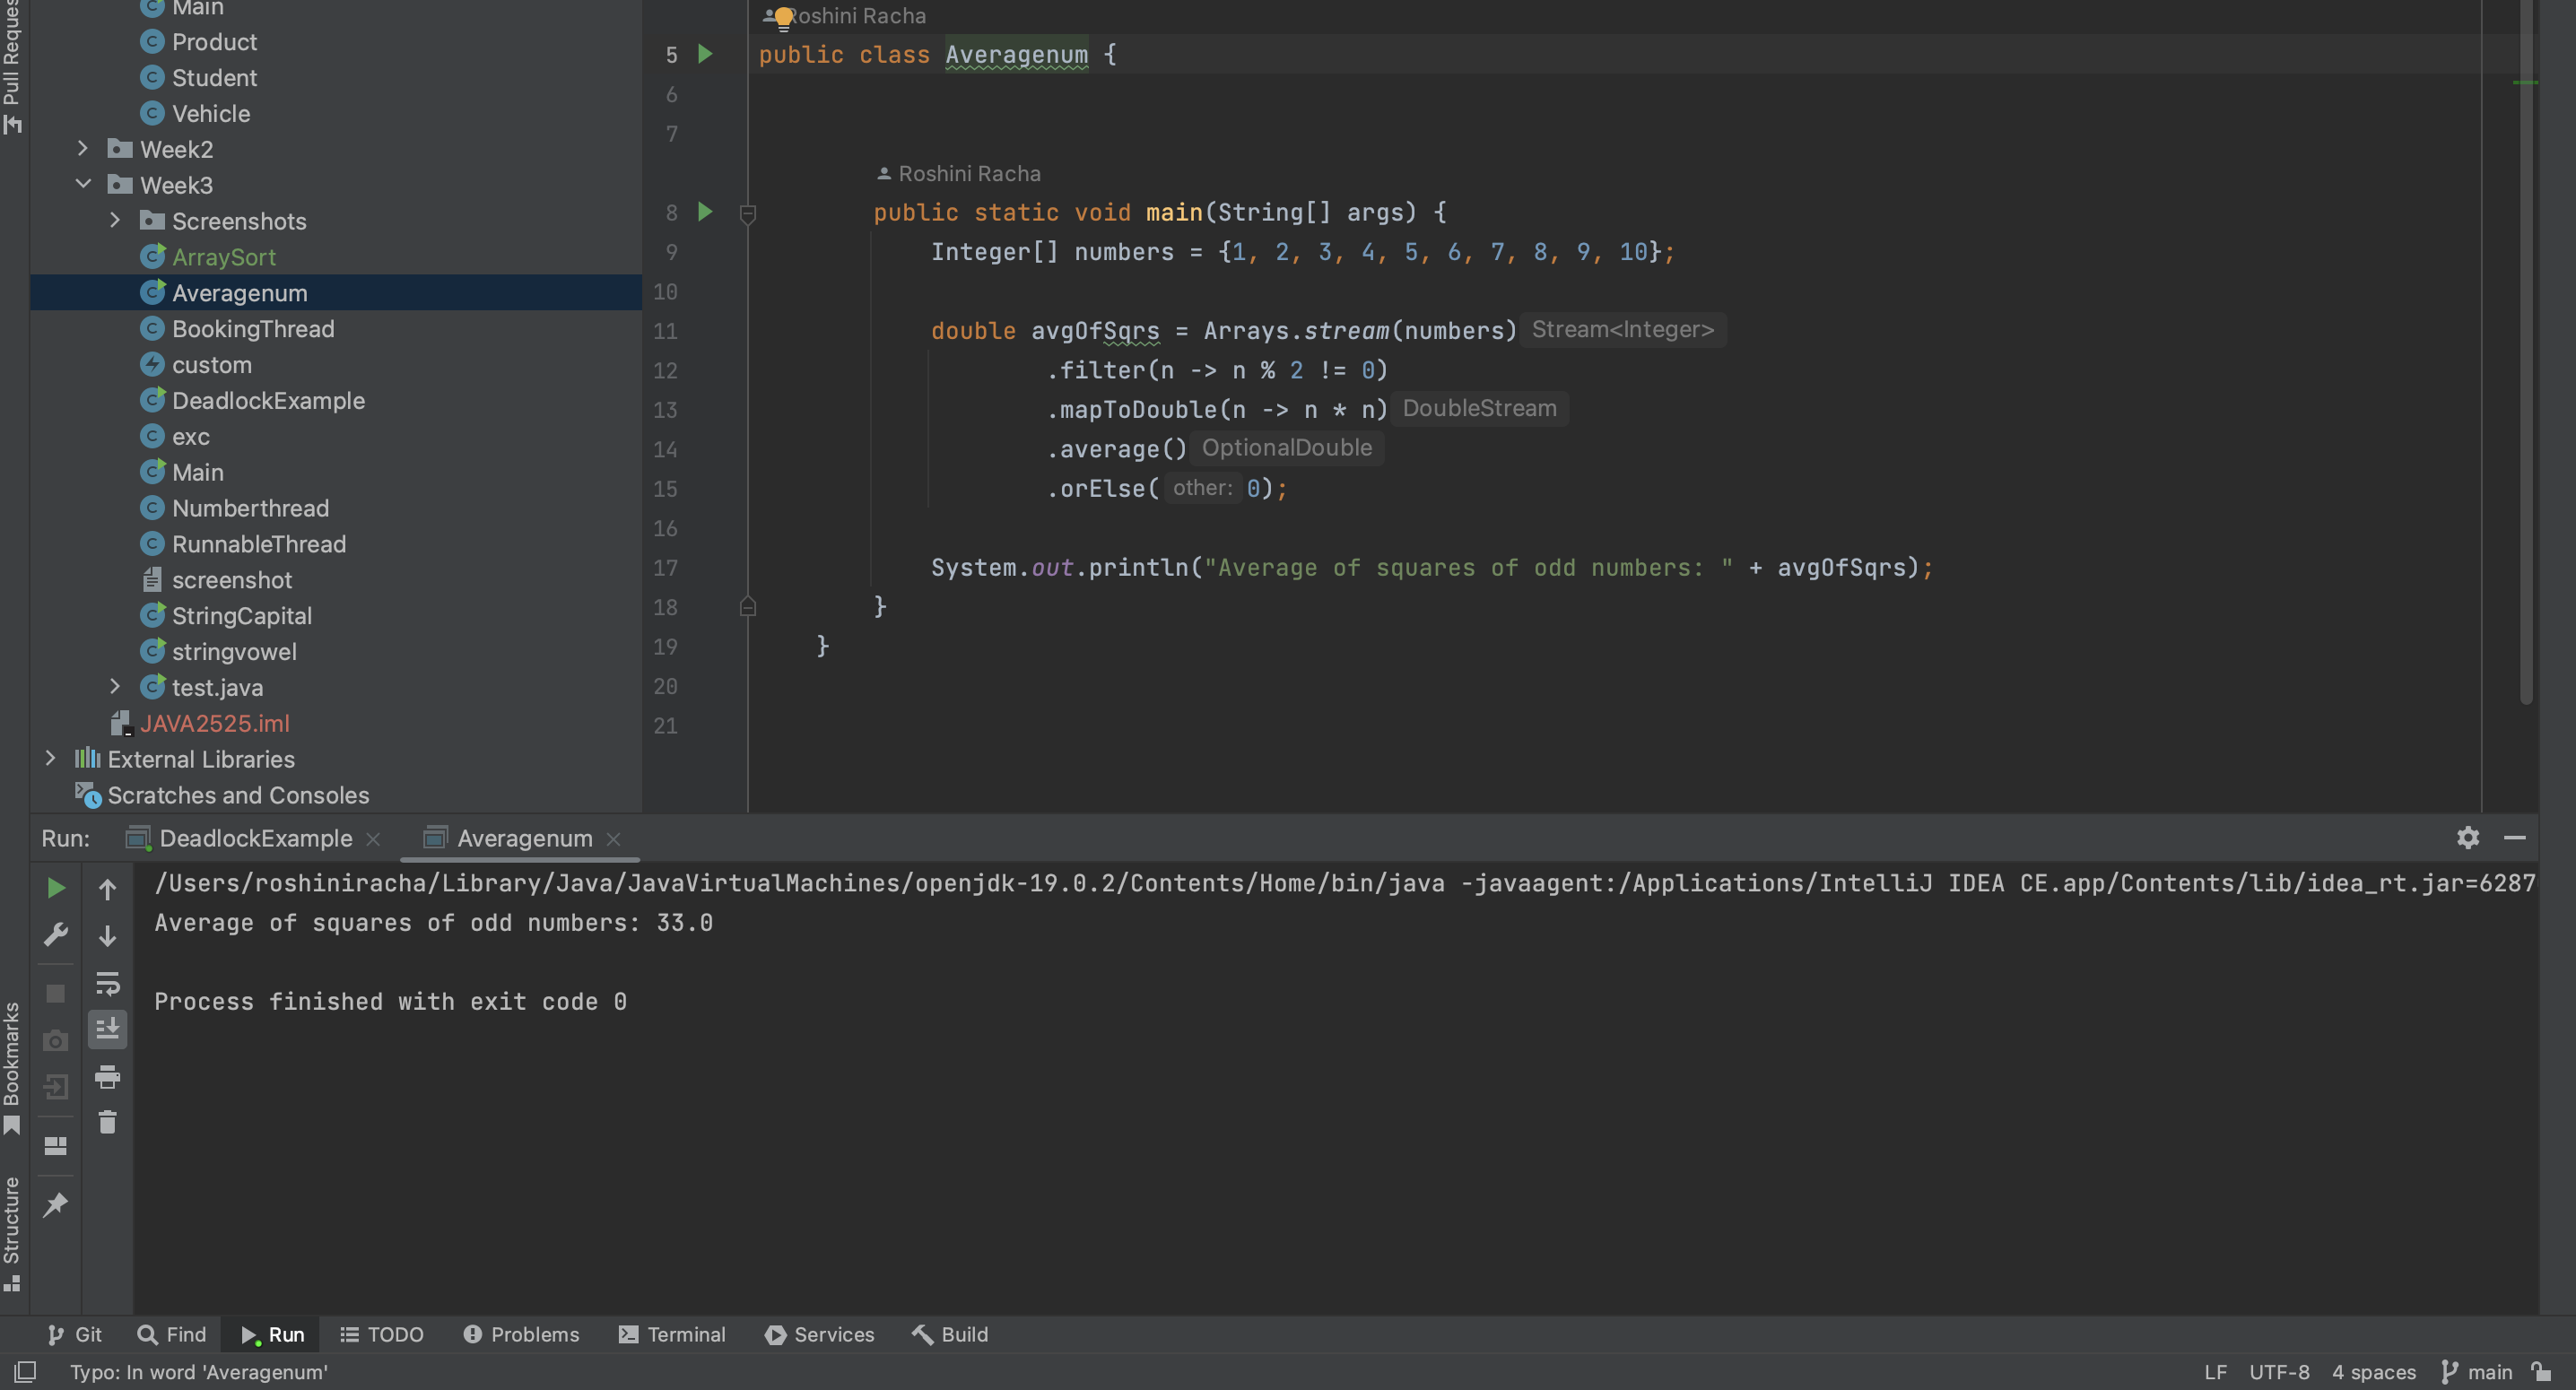 Main
Product
Student
Vehicle
Week2
Week3
Screenshots
ArraySort
Averagenum
BookingThread
custom
DeadlockExample
exc
Main
Numberthread
RunnableThread
screenshot
StringCapital
stringvowel
test.java
JAVA2525.iml
External Libraries
Scratches and Consoles
Pull Reques
Roshini Racha
5 public class Averagenum {
6
7
Roshini Racha
8 public static void main(String[] args) {
9 Integer[] numbers = {1, 2, 3, 4, 5, 6, 7, 8, 9, 10};
10
11 double avgOfSqrs = Arrays.stream(numbers) Stream<Integer>
12 .filter(n -> n % 2 != 0)
13 .mapToDouble(n -> n * n) DoubleStream
14 .average() OptionalDouble
15 .orElse( other: 0);
16
17 System.out.println("Average of squares of odd numbers: " + avgOfSqrs);
18 }
19 }
20
21
Run: DeadlockExample Averagenum
/Users/roshiniracha/Library/Java/JavaVirtualMachines/openjdk-19.0.2/Contents/Home/bin/java -javaagent:/Applications/IntelliJ IDEA CE.app/Contents/lib/idea_rt.jar=6287
Average of squares of odd numbers: 33.0
Process finished with exit code 0
Bookmarks
Structure
Git Find Run TODO Problems Terminal Services Build
Typo: In word 'Averagenum' LF UTF-8 4 spaces main